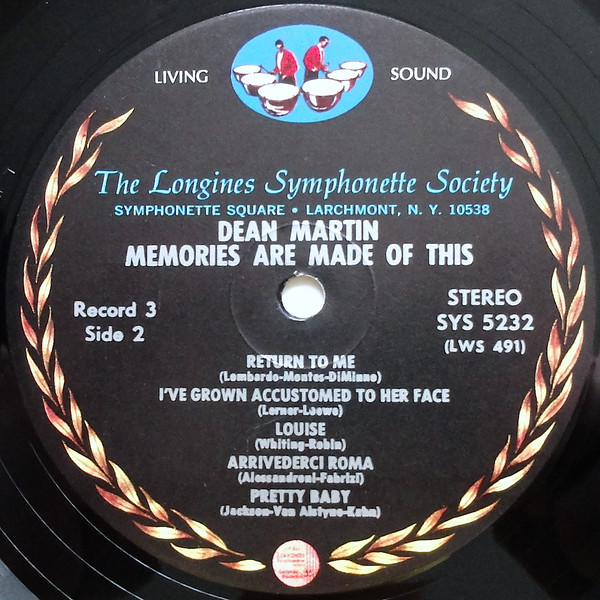 LIVING SOUND
The Longines Symphonette Society
SYMPHONETTE SQUARE • LARCHMONT, N. Y. 10538
DEAN MARTIN
MEMORIES ARE MADE OF THIS
Record 3
Side 2
STEREO
SYS 5232
(LWS 491)
RETURN TO ME
(Lombardo-Montes-DiMinno)
I'VE GROWN ACCUSTOMED TO HER FACE
(Lerner-Loewe)
LOUISE
(Whiting-Robin)
ARRIVEDERCI ROMA
(Alessandroni-Fabrizi)
PRETTY BABY
(Jackson-Van Alstyne-Kahn)